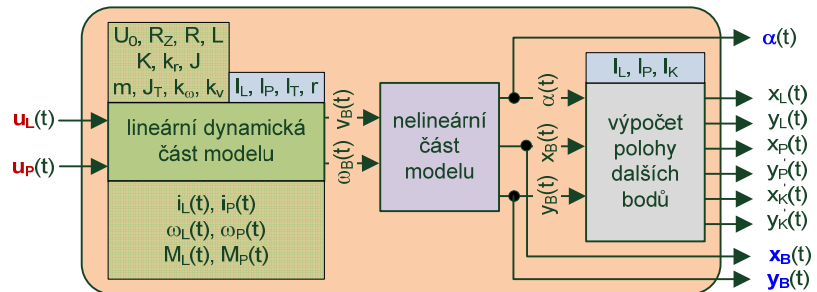 U0, RZ, R, L
K, kr, J
m, JT, kω, kv
lL, lP, lT, r
uL(t)
uP(t)
lineární dynamická
část modelu
iL(t), iP(t)
ωL(t), ωP(t)
ML(t), MP(t)
vB(t)
ωB(t)
nelineární
část
modelu
α(t)
xB(t)
yB(t)
lL, lP, lK
výpočet
polohy
dalších
bodů
α(t)
xL(t)
yL(t)
xP(t)
yP(t)
xK(t)
yK(t)
xB(t)
yB(t)